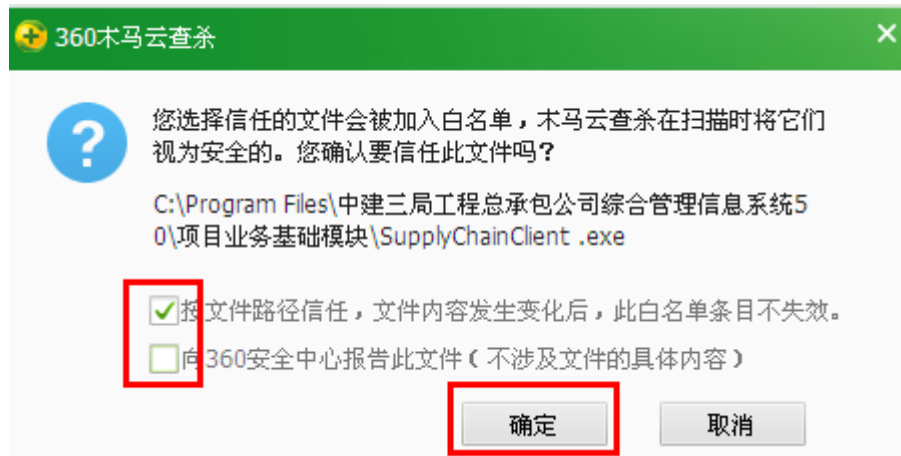 360木马云查杀
您选择信任的文件会被加入白名单，木马云查杀在扫描时将它们
视为安全的。您确认要信任此文件吗？
C:\Program Files\中建三局工程总承包公司综合管理信息系统5
0\项目业务基础模块\SupplyChainClient .exe
按文件路径信任，文件内容发生变化后，此白名单条目不失效。
向360安全中心报告此文件（不涉及文件的具体内容）
确定
取消